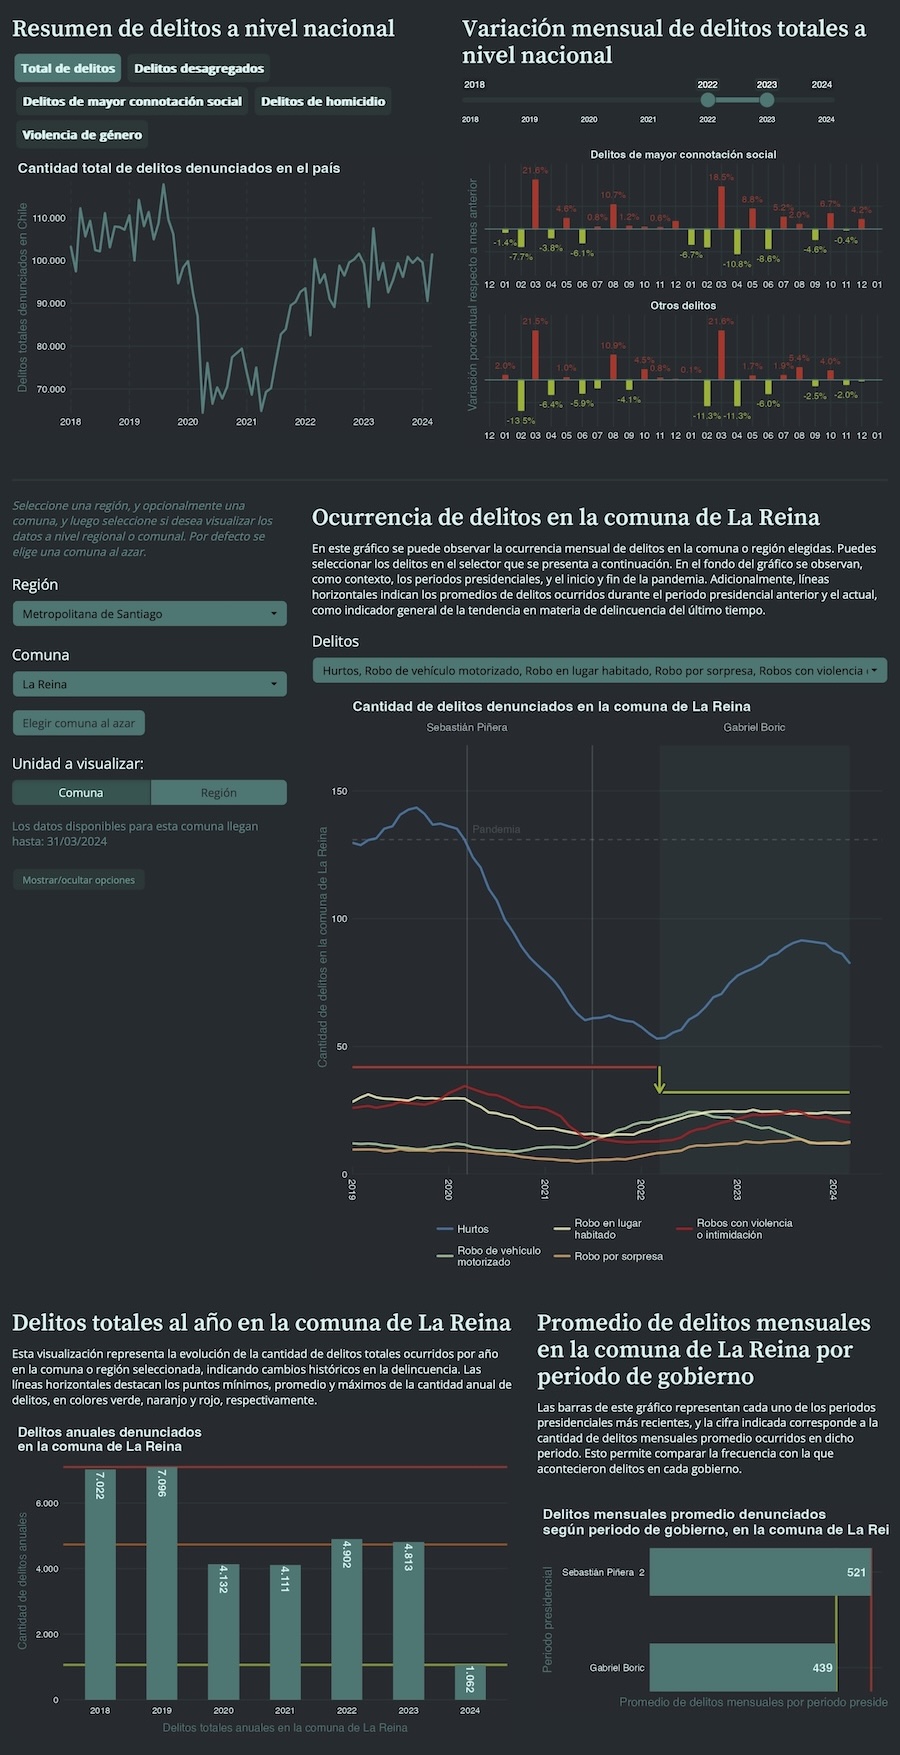 Resumen de delitos a nivel nacional
Total de delitos
Delitos desagregados
Delitos de mayor connotación social
Delitos de homicidio
Violencia de género
Cantidad total de delitos denunciados en el país
Delitos totales denunciados en Chile
110.000
100.000
90.000
80.000
70.000
2018 2019 2020 2021 2022 2023 2024
Variación mensual de delitos totales a
nivel nacional
2018 2022 2023 2024
2018 2019 2020 2021 2022 2023 2024
Variación porcentual respecto a mes anterior
Delitos de mayor connotación social
-1.4% -7.7% 21.6% -3.8% 4.8% -6.1% 0.8% 10.7% 1.2% 0.6% -6.7% 18.5% -10.8% 8.8% -8.6% 5.2% 2.0% -4.6% 6.7% -0.4% 4.2%
12 01 02 03 04 05 06 07 08 09 10 11 12 01 02 03 04 05 06 07 08 09 10 11 12 01
Otros delitos
2.0% -13.5% 21.5% -6.4% 1.0% -5.9% 10.9% -4.1% 4.5% 0.8% 0.1% -11.3% 21.6% -11.3% 1.7% -6.0% 1.9% 5.4% -2.5% 4.0% -2.0%
12 01 02 03 04 05 06 07 08 09 10 11 12 01 02 03 04 05 06 07 08 09 10 11 12 01
Seleccione una región, y opcionalmente una
comuna, y luego seleccione si desea visualizar los
datos a nivel regional o comunal. Por defecto se
elige una comuna al azar.
Región
Metropolitana de Santiago
Comuna
La Reina
Elegir comuna al azar
Unidad a visualizar:
Comuna
Región
Los datos disponibles para esta comuna llegan
hasta: 31/03/2024
Mostrar/ocultar opciones
Ocurrencia de delitos en la comuna de La Reina
En este gráfico se puede observar la ocurrencia mensual de delitos en la comuna o región elegidas. Puedes
seleccionar los delitos en el selector que se presenta a continuación. En el fondo del gráfico se observan,
como contexto, los periodos presidenciales, y el inicio y fin de la pandemia. Adicionalmente, líneas
horizontales indican los promedios de delitos ocurridos durante el periodo presidencial anterior y el actual,
como indicador general de la tendencia en materia de delincuencia del último tiempo.
Delitos
Hurtos, Robo de vehículo motorizado, Robo en lugar habitado, Robo por sorpresa, Robos con violencia
Cantidad de delitos denunciados en la comuna de La Reina
Sebastián Piñera
Gabriel Boric
Pandemia
Cantidad de delitos en la comuna de La Reina
150
100
50
0
2019 2020 2021 2022 2023 2024
Hurtos
Robo en lugar
habitado
Robos con violencia
o intimidación
Robo de vehículo
motorizado
Robo por sorpresa
Delitos totales al año en la comuna de La Reina
Esta visualización representa la evolución de la cantidad de delitos totales ocurridos por año
en la comuna o región seleccionada, indicando cambios históricos en la delincuencia. Las
líneas horizontales destacan los puntos mínimos, promedio y máximos de la cantidad anual de
delitos, en colores verde, naranjo y rojo, respectivamente.
Delitos anuales denunciados
en la comuna de La Reina
Cantidad de delitos anuales
6.000
4.000
2.000
0
7.022 7.096 4.132 4.111 4.902 4.813 1.062
2018 2019 2020 2021 2022 2023 2024
Delitos totales anuales en la comuna de La Reina
Promedio de delitos mensuales
en la comuna de La Reina por
periodo de gobierno
Las barras de este gráfico representan cada uno de los periodos
presidenciales más recientes, y la cifra indicada corresponde a la
cantidad de delitos mensuales promedio ocurridos en dicho
periodo. Esto permite comparar la frecuencia con la que
acontecieron delitos en cada gobierno.
Delitos mensuales promedio denunciados
según periodo de gobierno, en la comuna de La Rei
Periodo presidencial
Sebastián Piñera 2
521
Gabriel Boric
439
Promedio de delitos mensuales por periodo preside